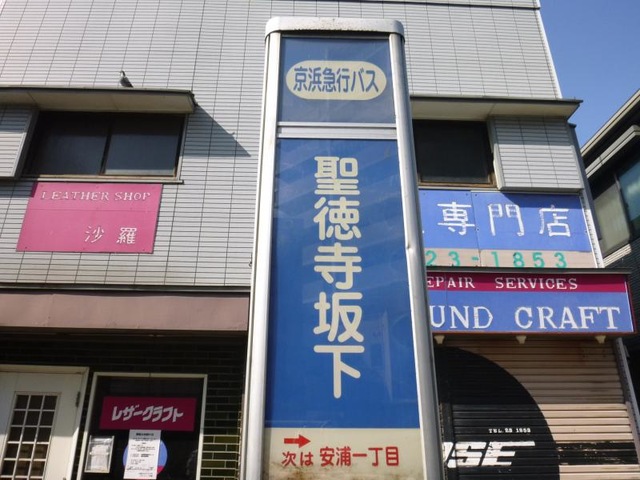 京浜急行バス
聖徳寺坂下
次は 安浦一丁目
LEATHER SHOP
沙羅
レザークラフト
専門店
23-1853
EPAIR SERVICES
UND CRAFT